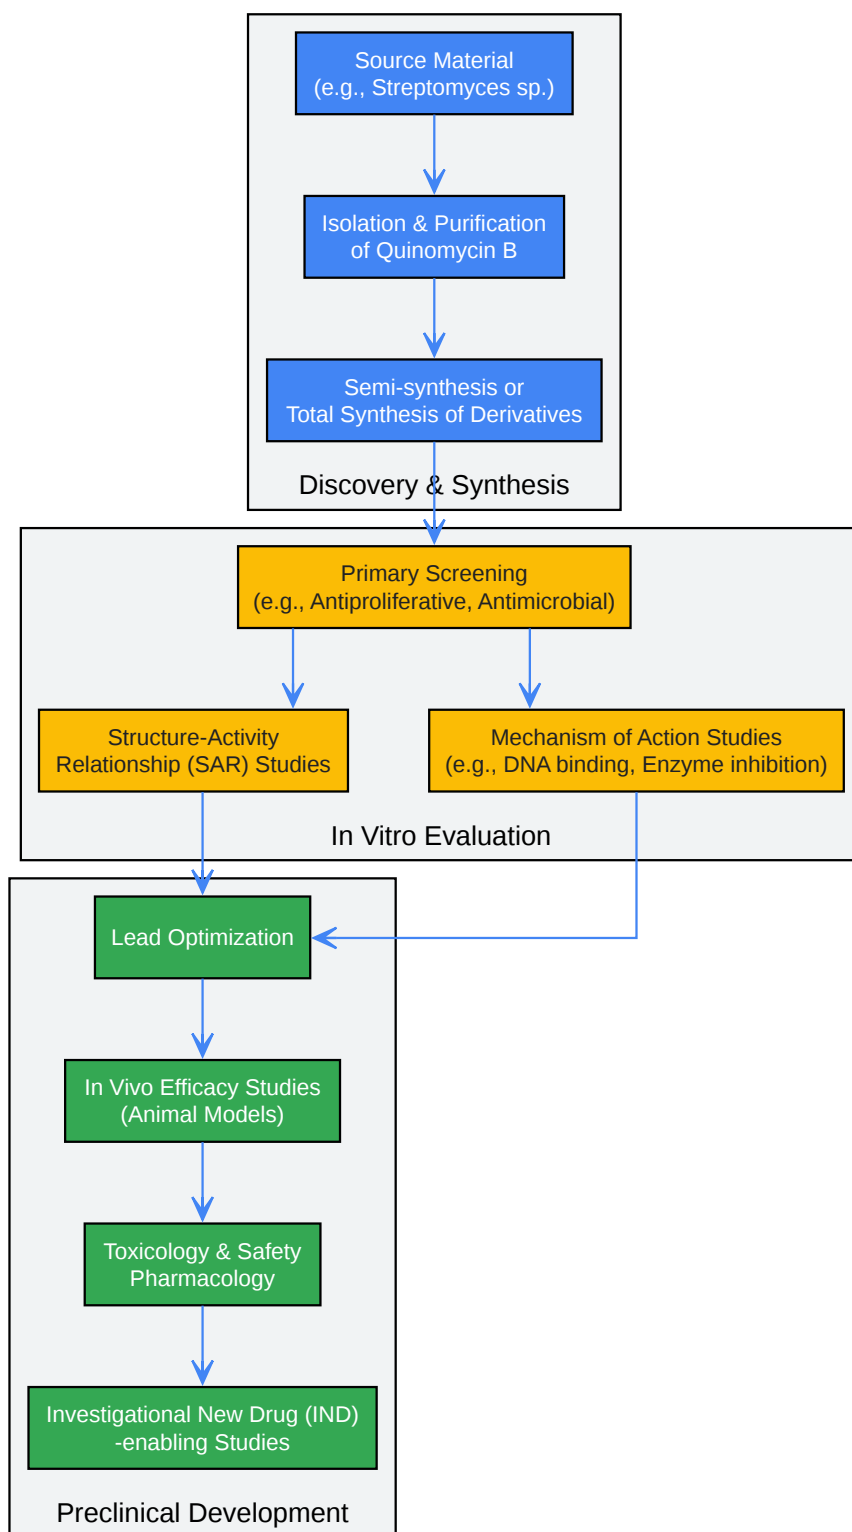 Source Material
(e.g., Streptomyces sp.)
Isolation & Purification
of Quinomycin B
Semi-synthesis or
Total Synthesis of Derivatives
Discovery & Synthesis
Primary Screening
(e.g., Antiproliferative, Antimicrobial)
Structure-Activity
Relationship (SAR) Studies
Mechanism of Action Studies
(e.g., DNA binding, Enzyme inhibition)
In Vitro Evaluation
Lead Optimization
In Vivo Efficacy Studies
(Animal Models)
Toxicology & Safety
Pharmacology
Investigational New Drug (IND)
-enabling Studies
Preclinical Development